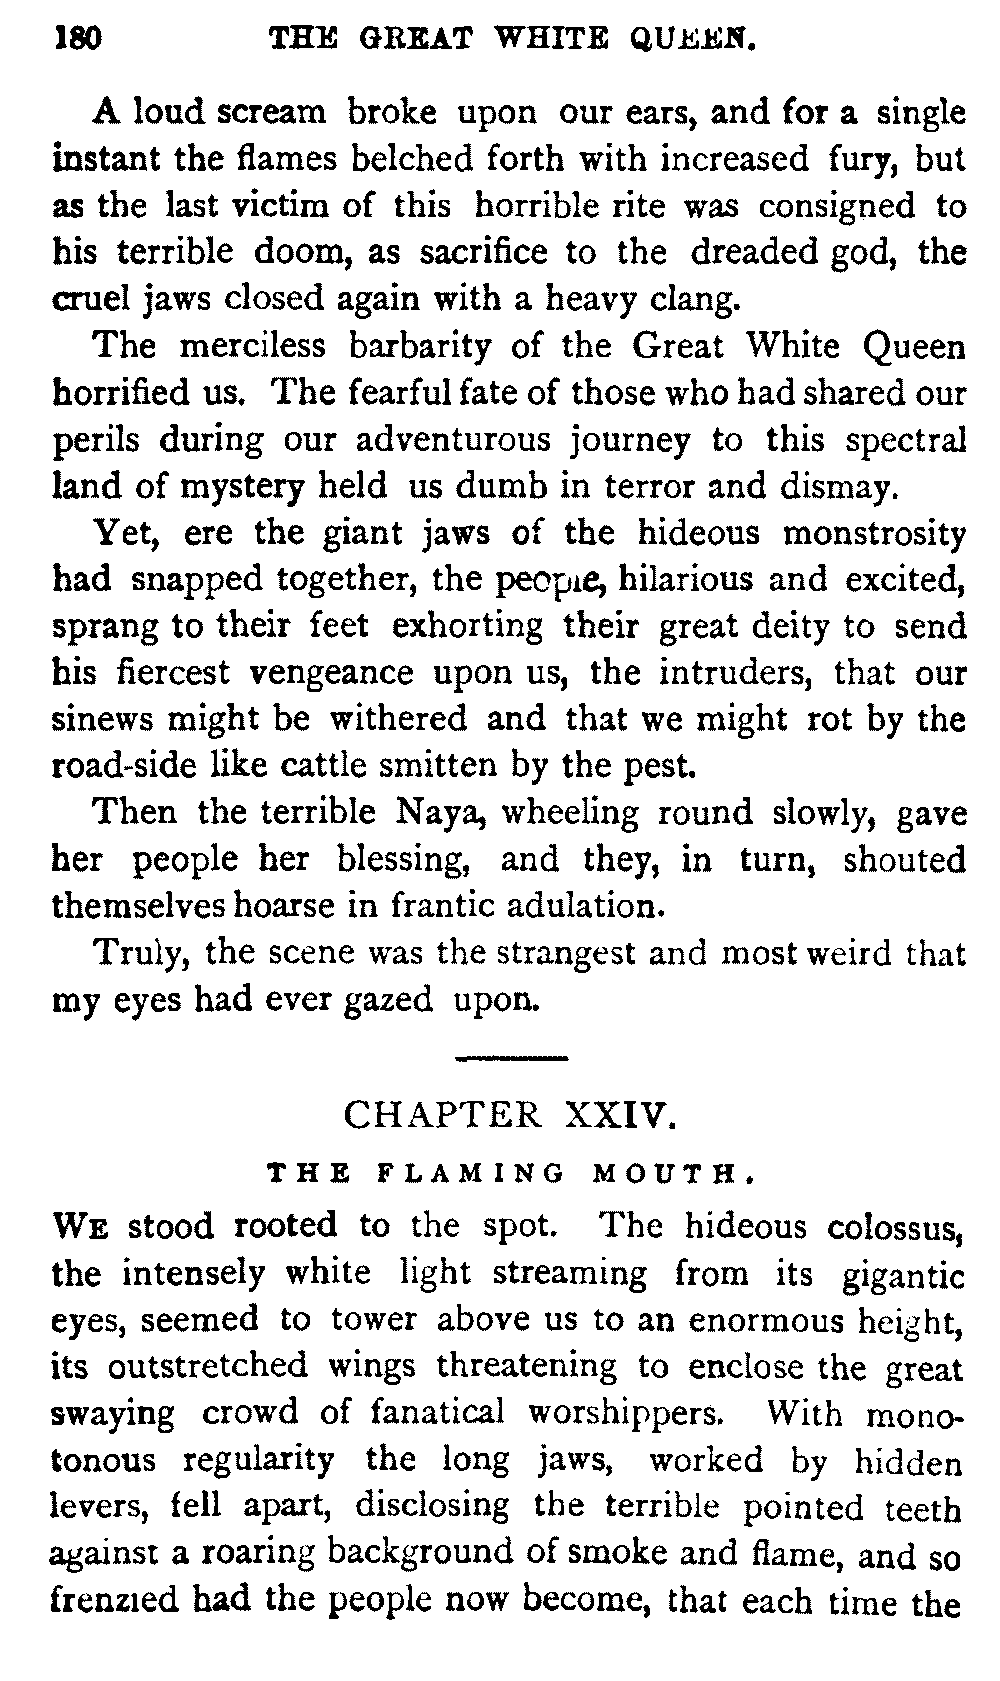 180 THE GREAT WHITE QUEEN.
A loud scream broke upon our ears, and for a single
instant the flames belched forth with increased fury, but
as the last victim of this horrible rite was consigned to
his terrible doom, as sacrifice to the dreaded god, the
cruel jaws closed again with a heavy clang.
The merciless barbarity of the Great White Queen
horrified us. The fearful fate of those who had shared our
perils during our adventurous journey to this spectral
land of mystery held us dumb in terror and dismay.
Yet, ere the giant jaws of the hideous monstrosity
had snapped together, the people, hilarious and excited,
sprang to their feet exhorting their great deity to send
his fiercest vengeance upon us, the intruders, that our
sinews might be withered and that we might rot by the
road-side like cattle smitten by the pest.
Then the terrible Naya, wheeling round slowly, gave
her people her blessing, and they, in turn, shouted
themselves hoarse in frantic adulation.
Truly, the scene was the strangest and most weird that
my eyes had ever gazed upon.
CHAPTER XXIV.
THE FLAMING MOUTH.
WE stood rooted to the spot. The hideous colossus,
the intensely white light streaming from its gigantic
eyes, seemed to tower above us to an enormous height,
its outstretched wings threatening to enclose the great
swaying crowd of fanatical worshippers. With mono-
tonous regularity the long jaws, worked by hidden
levers, fell apart, disclosing the terrible pointed teeth
against a roaring background of smoke and flame, and so
frenzied had the people now become, that each time the